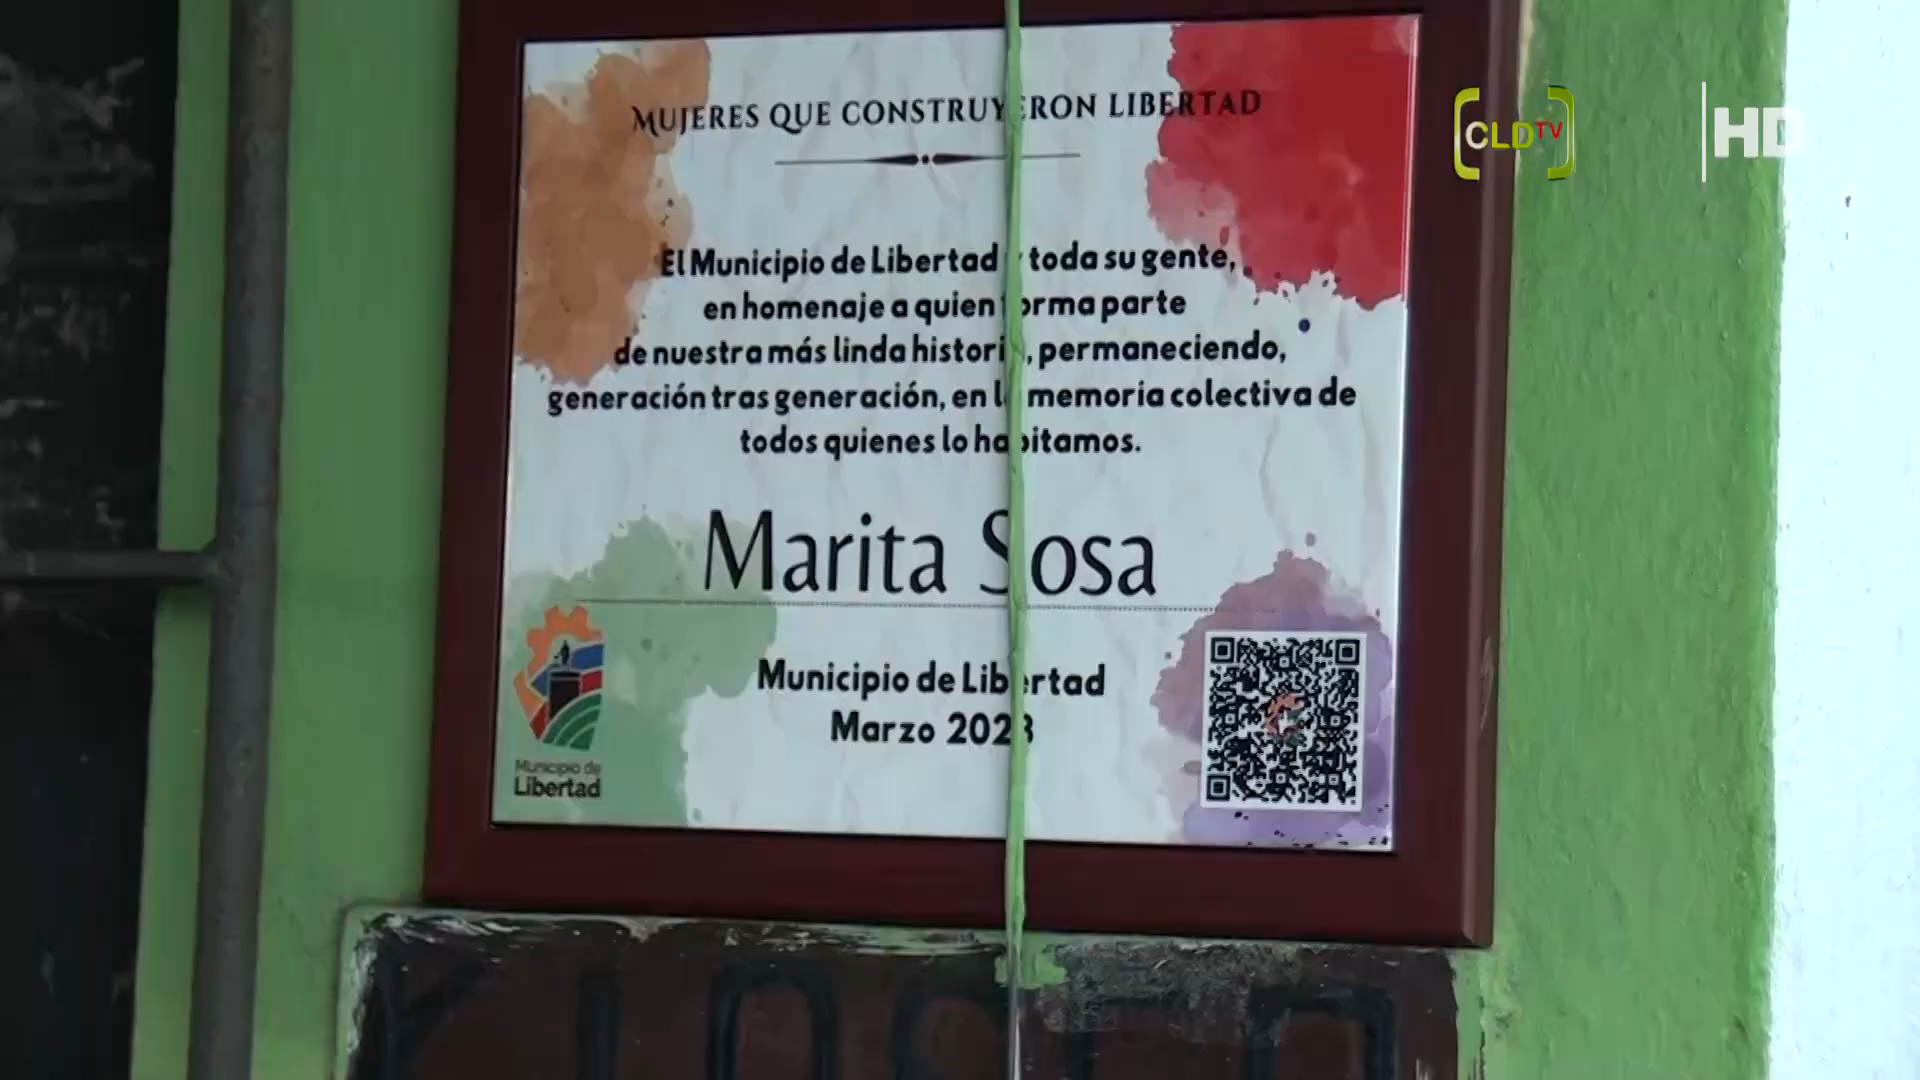 MUJERES QUE CONSTRUYERON LIBERTAD
El Municipio de Libertad y toda su gente,
en homenaje a quien forma parte
de nuestra más linda historia, permaneciendo,
generación tras generación, en la memoria colectiva de
todos quienes lo habitamos.
Marita Sosa
Municipio de Libertad
Marzo 2023
Municipio de
Libertad
CLDTV
HD